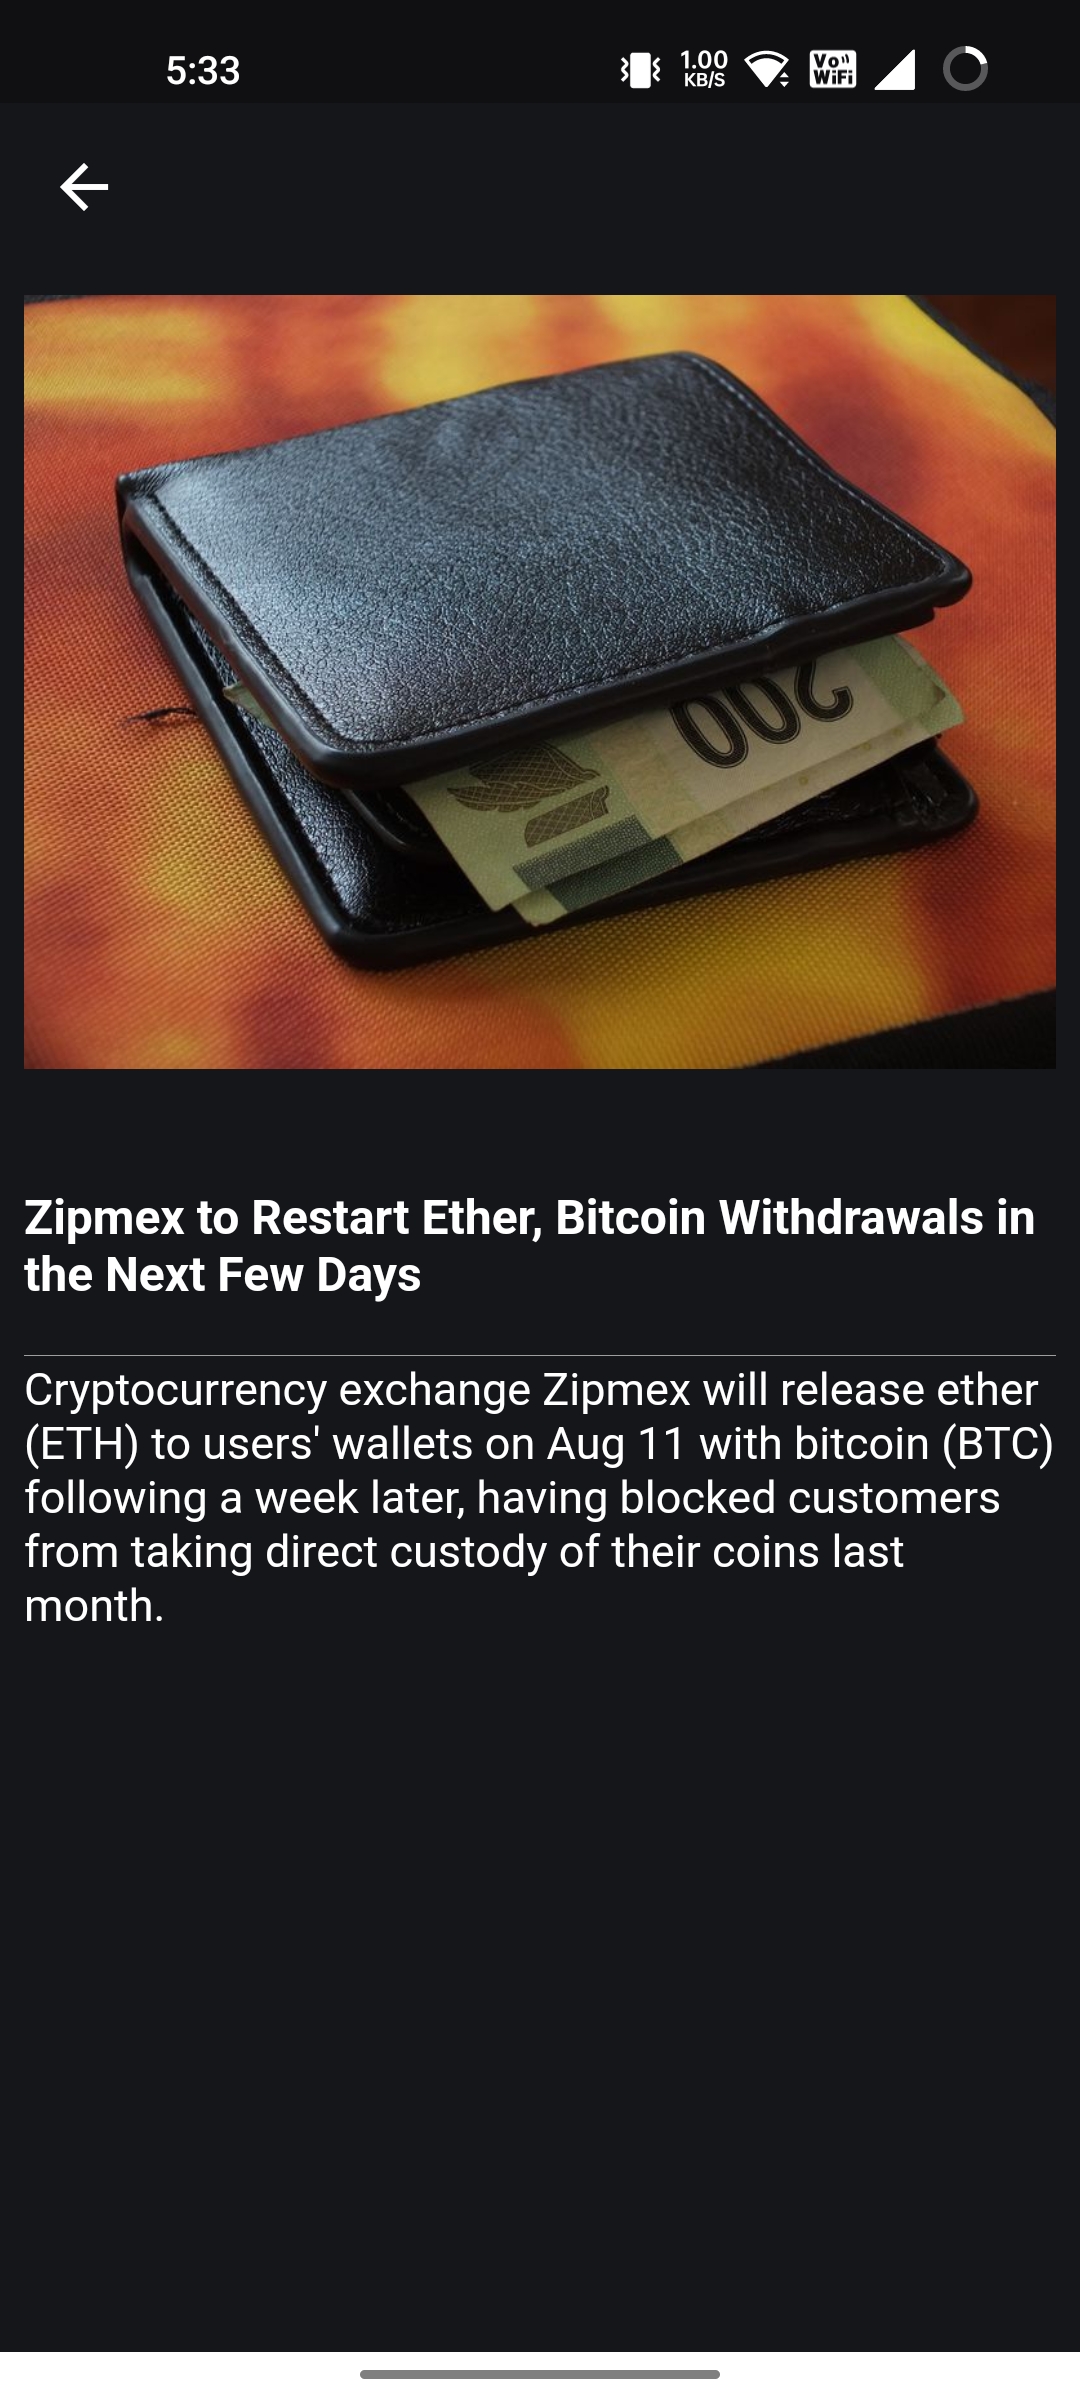 5:33
1.00
KB/S
Vo
WiFi
200
Zipmex to Restart Ether, Bitcoin Withdrawals in
the Next Few Days
Cryptocurrency exchange Zipmex will release ether
(ETH) to users' wallets on Aug 11 with bitcoin (BTC)
following a week later, having blocked customers
from taking direct custody of their coins last
month.